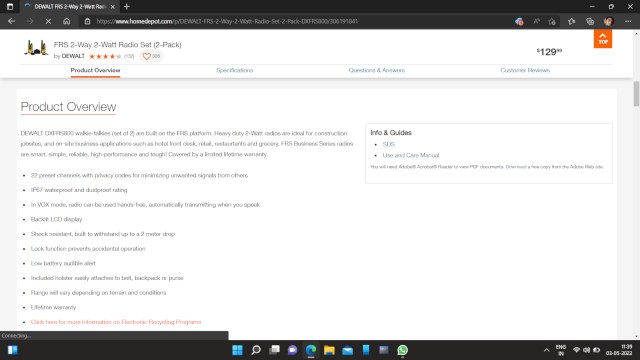 DEWALT FRS 2-Way 2-Watt Radi
https://www.homedepot.com/p/DEWALT-FRS-2-Way-2-Watt-Radio-Set-2-Pack-DXFRS800/306191841
FRS 2-Way 2-Watt Radio Set (2-Pack)
by DEWALT
$129.99
TOP
Product Overview
Specifications
Questions & Answers
Customer Reviews
Product Overview
DEWALT DXFRS800 walkie-talkies (set of 2) are built on the FRS platform. Heavy duty 2-Watt radios are ideal for construction
jobsites, and on-site business applications such as hotel front desk, retail, restaurants and grocery. FRS Business Series radios
are smart, simple, reliable, high-performance and tough! Covered by a limited lifetime warranty.
22 preset channels with privacy codes for minimizing unwanted signals from others
IP67 waterproof and dustproof rating
In VOX mode, radio can be used hands-free, automatically transmitting when you speak
Backlit LCD display
Shock resistant, built to withstand up to a 2 meter drop
Lock function prevents accidental operation
Low battery audible alert
Included holster easily attaches to belt, backpack or purse
Range will vary depending on terrain and conditions
Lifetime warranty
Click here for more information on Electronic Recycling Programs
Info & Guides
SDS
Use and Care Manual
You will need Adobe® Acrobat® Reader to view PDF documents. Download a free copy from the Adobe Web site.
Connecting...
ENG
IN
11:39
03-05-2022